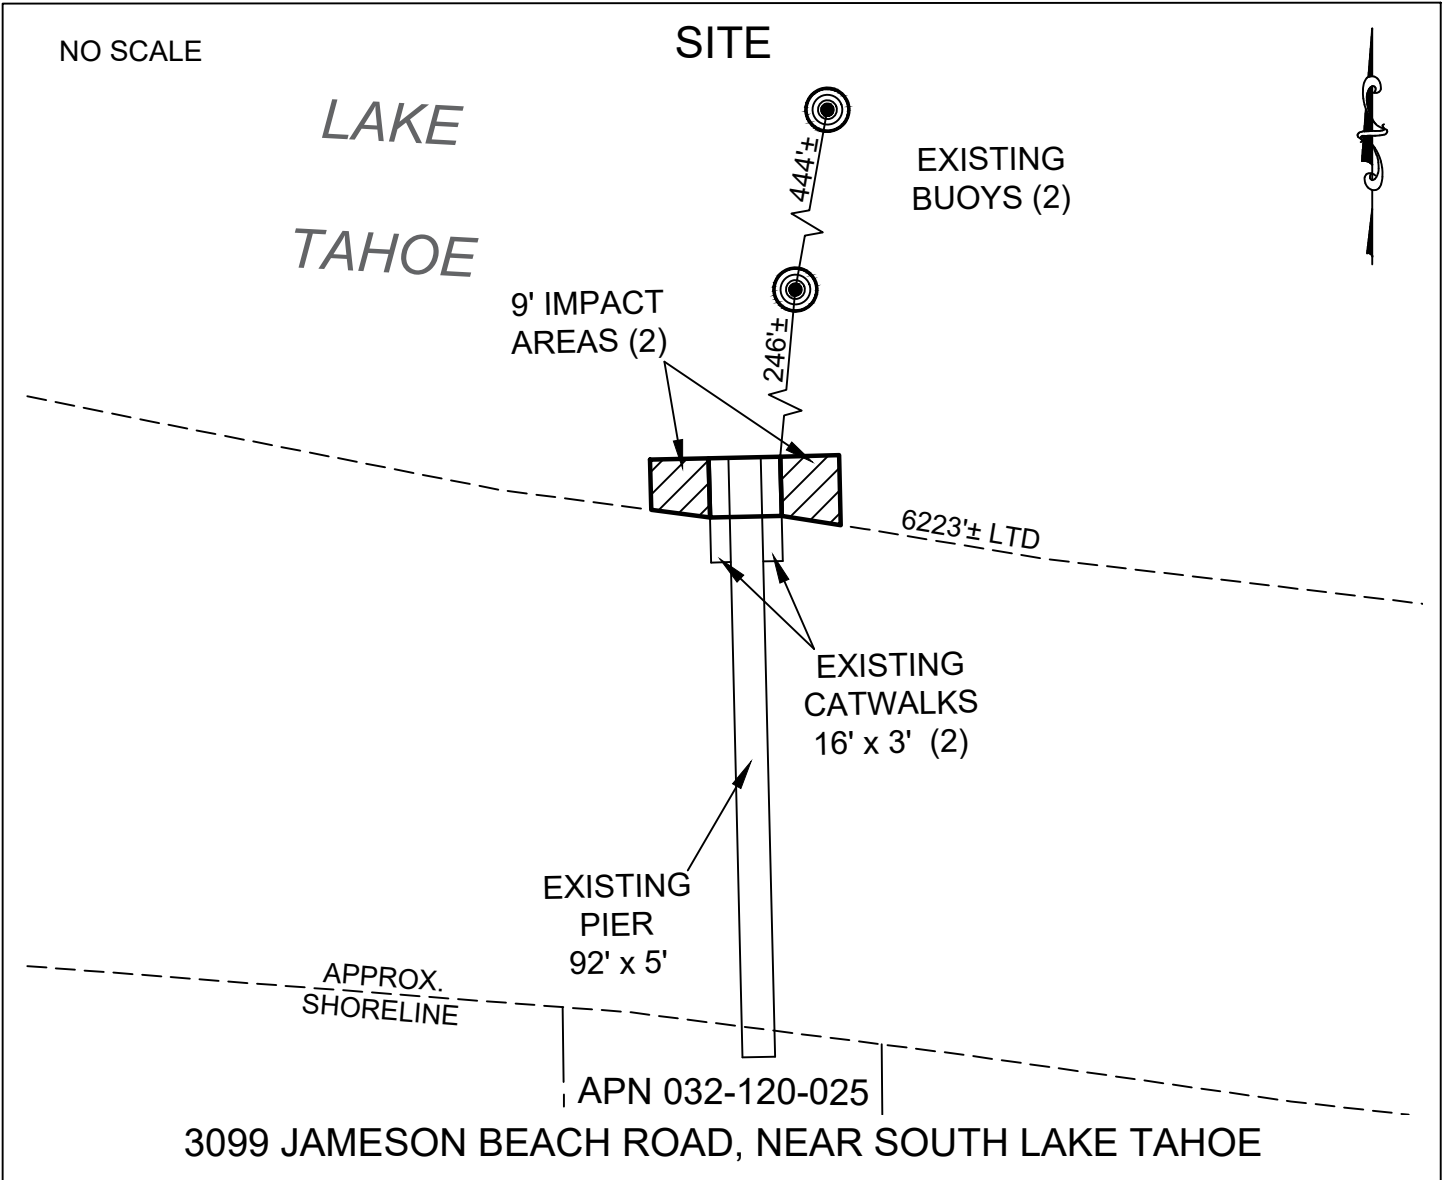 NO SCALE
SITE
LAKE
TAHOE
444'±
EXISTING
BUOYS (2)
9' IMPACT
AREAS (2)
246'±
6223'± LTD
EXISTING
CATWALKS
16' x 3' (2)
EXISTING
PIER
92' x 5'
APPROX.
SHORELINE
APN 032-120-025
3099 JAMESON BEACH ROAD, NEAR SOUTH LAKE TAHOE